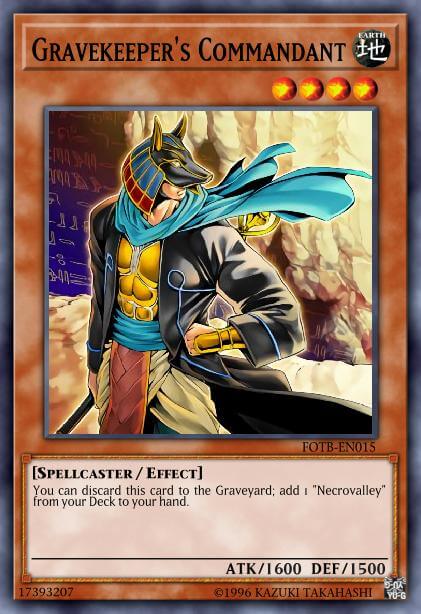 Gravekeeper's Commandant
EARTH
地
FOTB-EN015
[Spellcaster / Effect]
You can discard this card to the Graveyard; add 1 "Necrovalley"
from your Deck to your hand.
ATK/1600 DEF/1500
17393207
©1996 KAZUKI TAKAHASHI